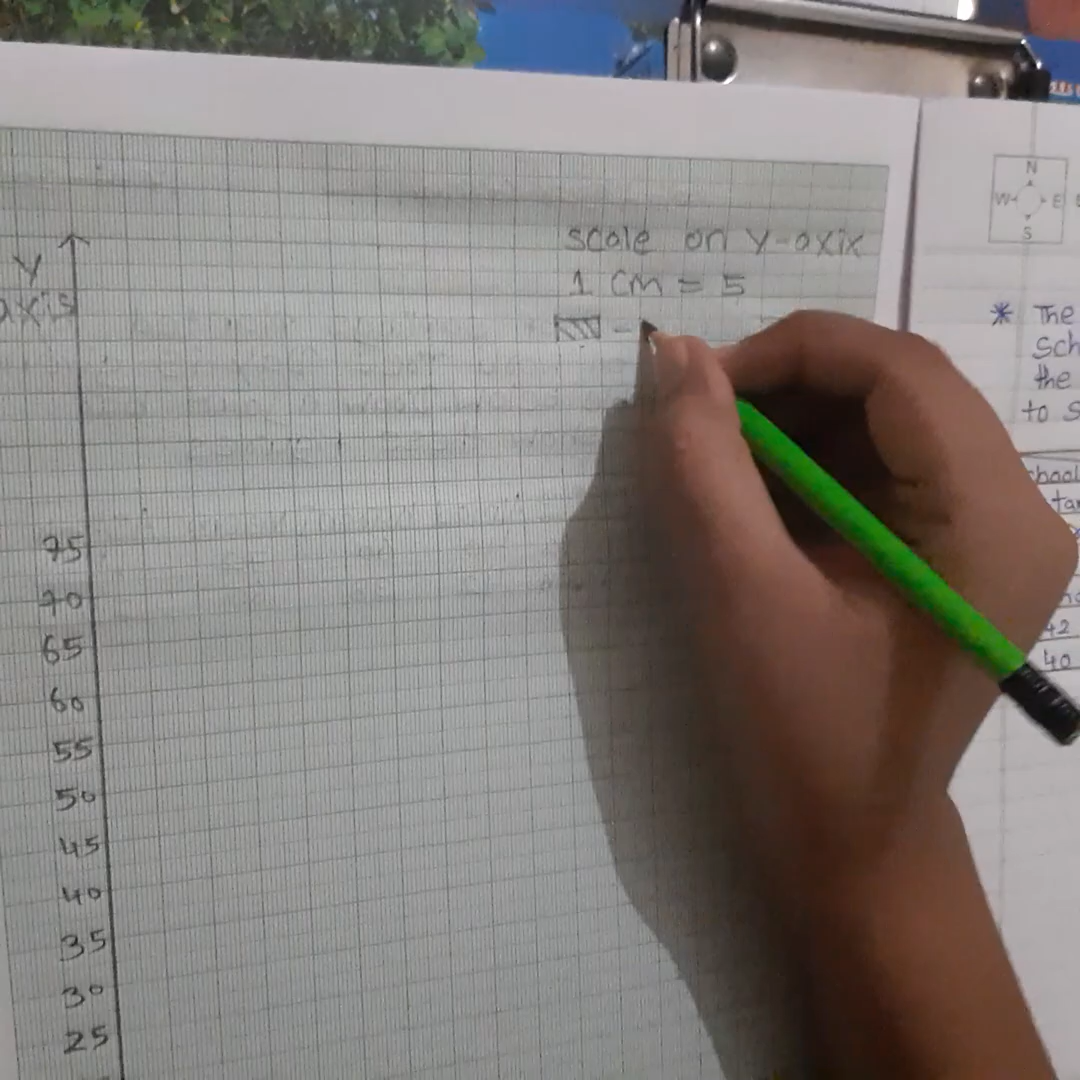 scale on Y-axix
1 cm = 5
-
Y
axis
75
70
65
60
55
50
45
40
35
30
25
N
W E
S
* The
Sch
the
to S
42
40